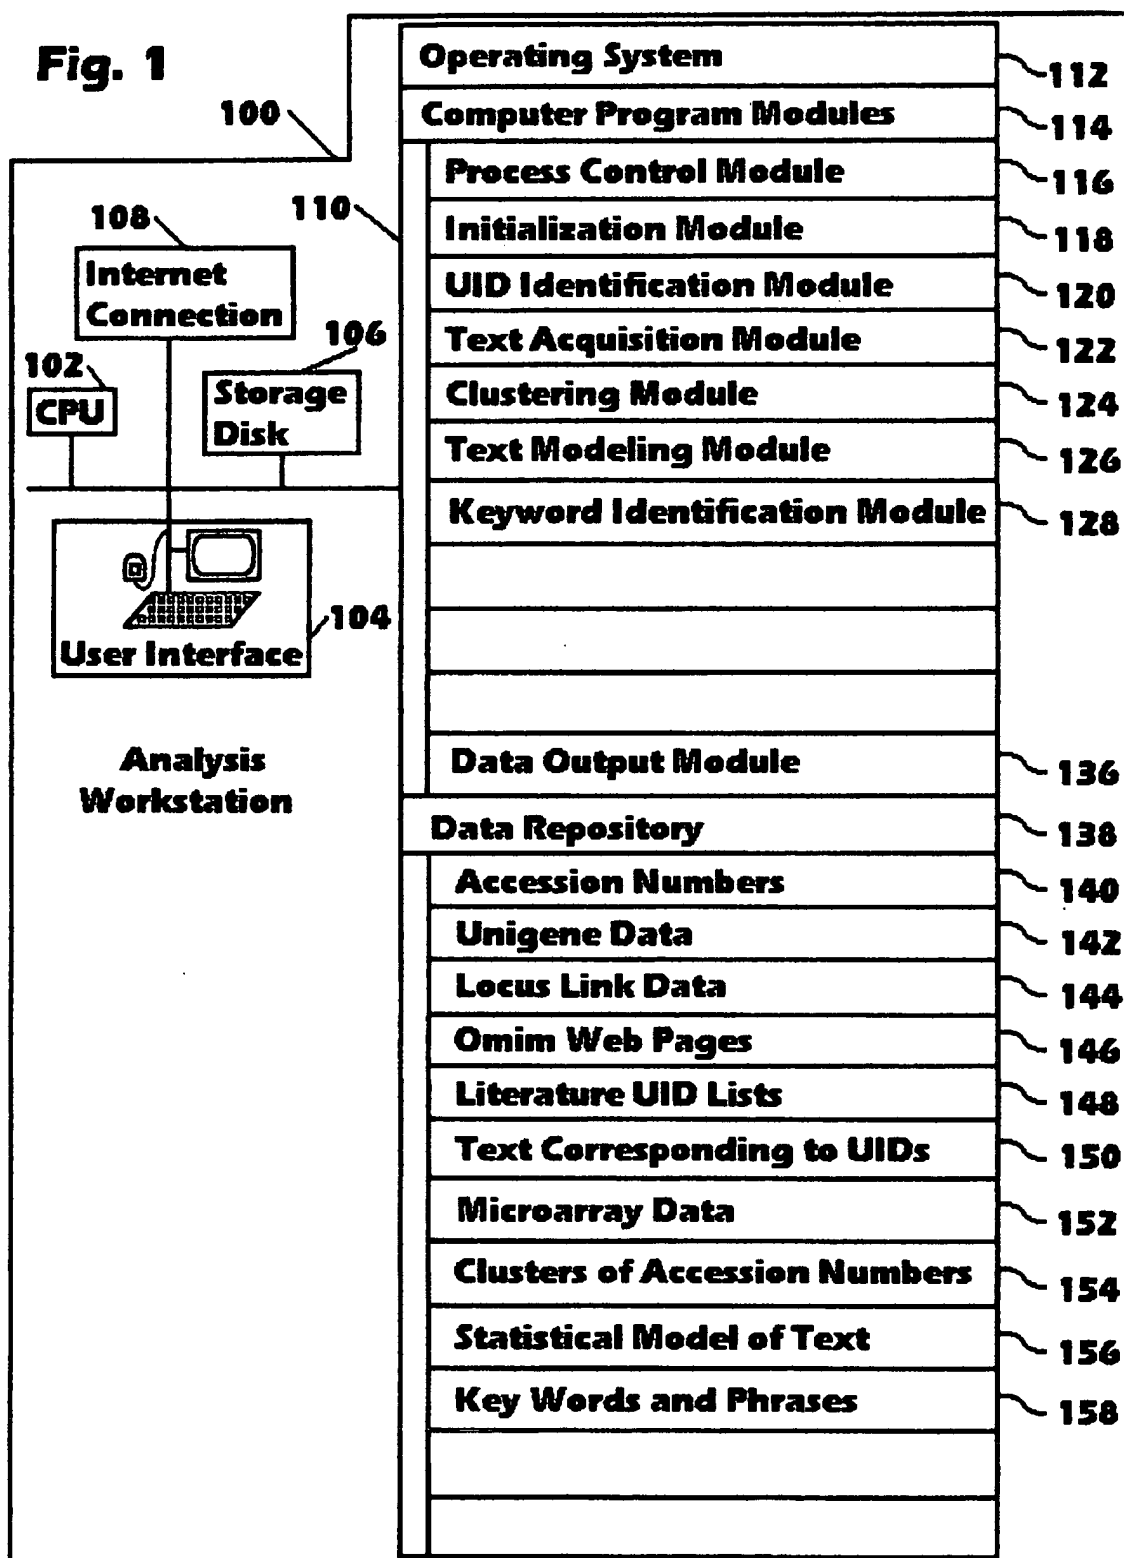 Fig. 1
100
108
Internet
Connection
102
CPU
106
Storage
Disk
User Interface
104
Analysis
Workstation
110
Operating System 112
Computer Program Modules 114
Process Control Module 116
Initialization Module 118
UID Identification Module 120
Text Acquisition Module 122
Clustering Module 124
Text Modeling Module 126
Keyword Identification Module 128
Data Output Module 136
Data Repository 138
Accession Numbers 140
Unigene Data 142
Locus Link Data 144
Omim Web Pages 146
Literature UID Lists 148
Text Corresponding to UIDs 150
Microarray Data 152
Clusters of Accession Numbers 154
Statistical Model of Text 156
Key Words and Phrases 158